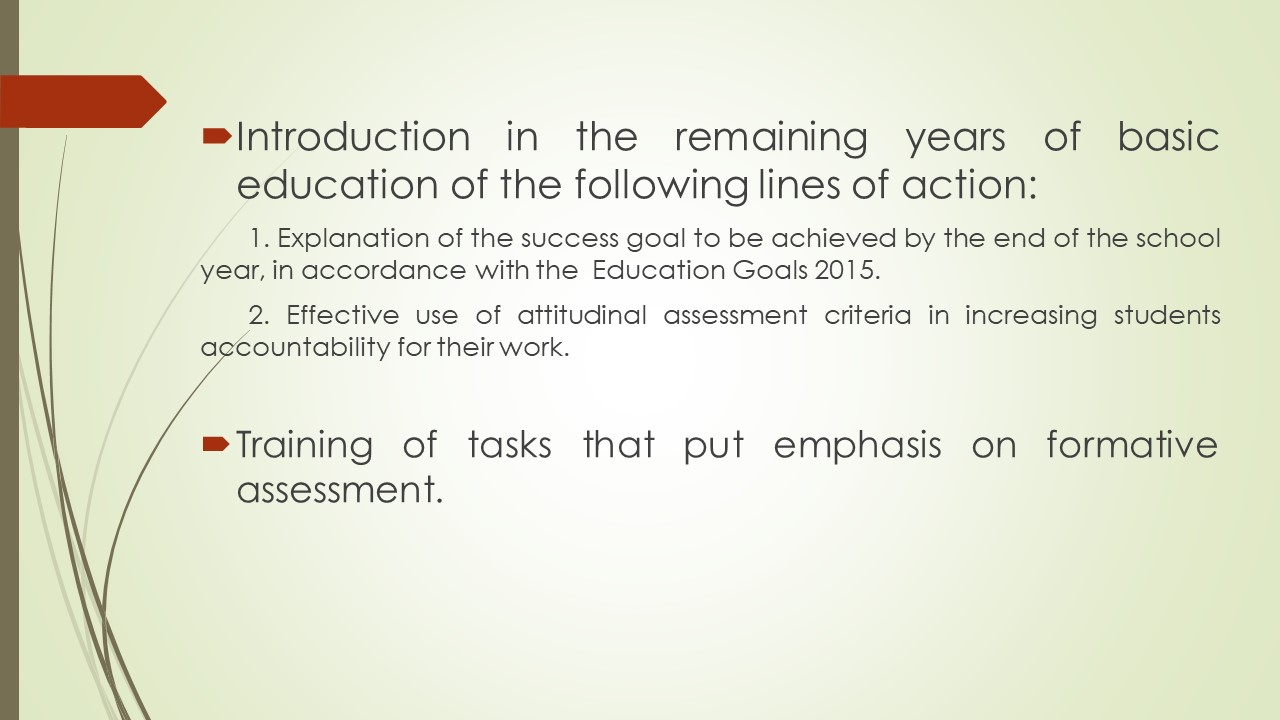 Introduction in the remaining years of basic
education of the following lines of action:
1. Explanation of the success goal to be achieved by the end of the school
year, in accordance with the Education Goals 2015.
2. Effective use of attitudinal assessment criteria in increasing students
accountability for their work.
Training of tasks that put emphasis on formative
assessment.